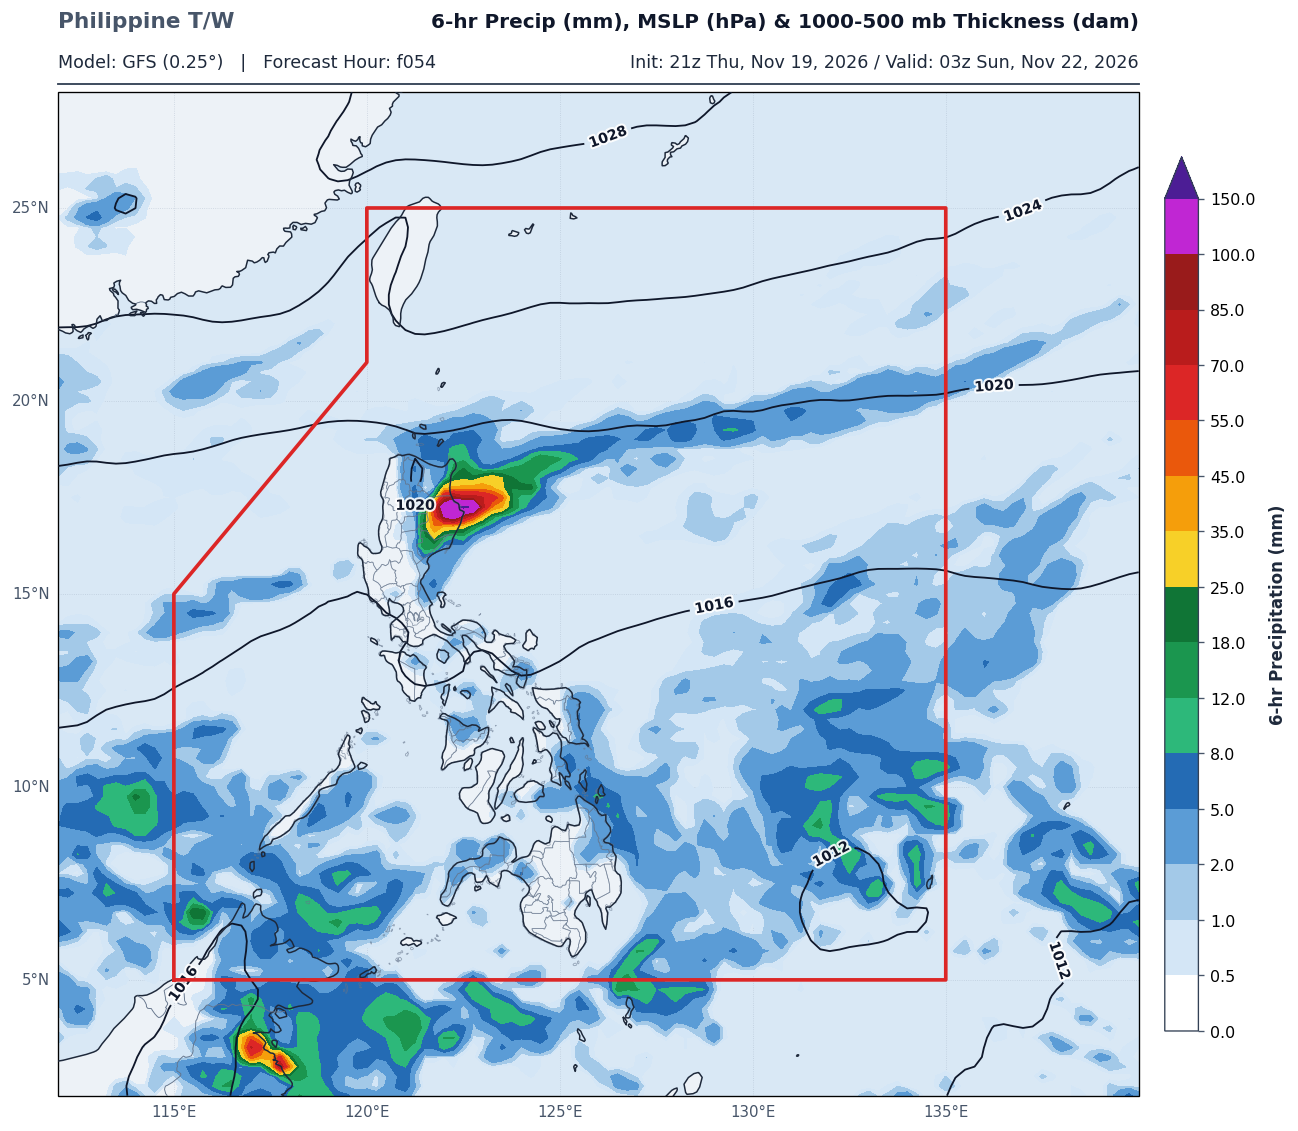 Philippine T/W
6-hr Precip (mm), MSLP (hPa) & 1000-500 mb Thickness (dam)
Model: GFS (0.25°) | Forecast Hour: f054
Init: 21z Thu, Nov 19, 2026 / Valid: 03z Sun, Nov 22, 2026
1028
1024
1020
1020
1016
1012
1016
1012
25°N
20°N
15°N
10°N
5°N
115°E
120°E
125°E
130°E
135°E
150.0
100.0
85.0
70.0
55.0
45.0
35.0
25.0
18.0
12.0
8.0
5.0
2.0
1.0
0.5
0.0
6-hr Precipitation (mm)